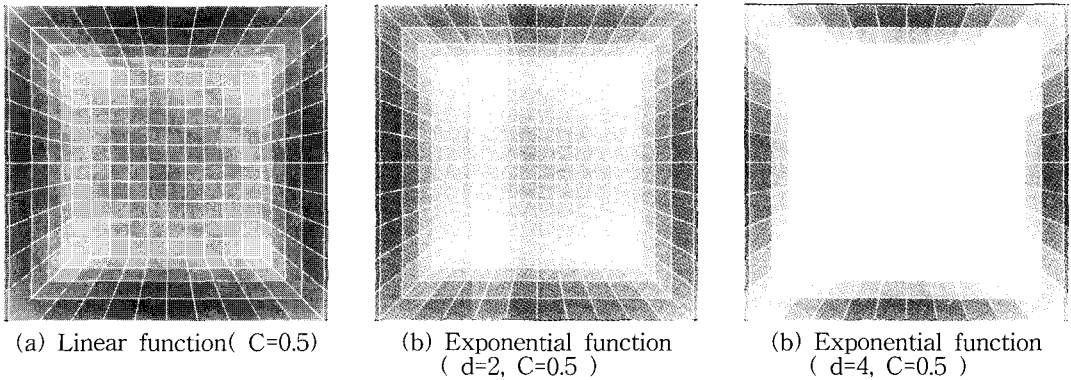 (a) Linear function( C=0.5)
(b) Exponential function
( d=2, C=0.5 )
(b) Exponential function
( d=4, C=0.5 )